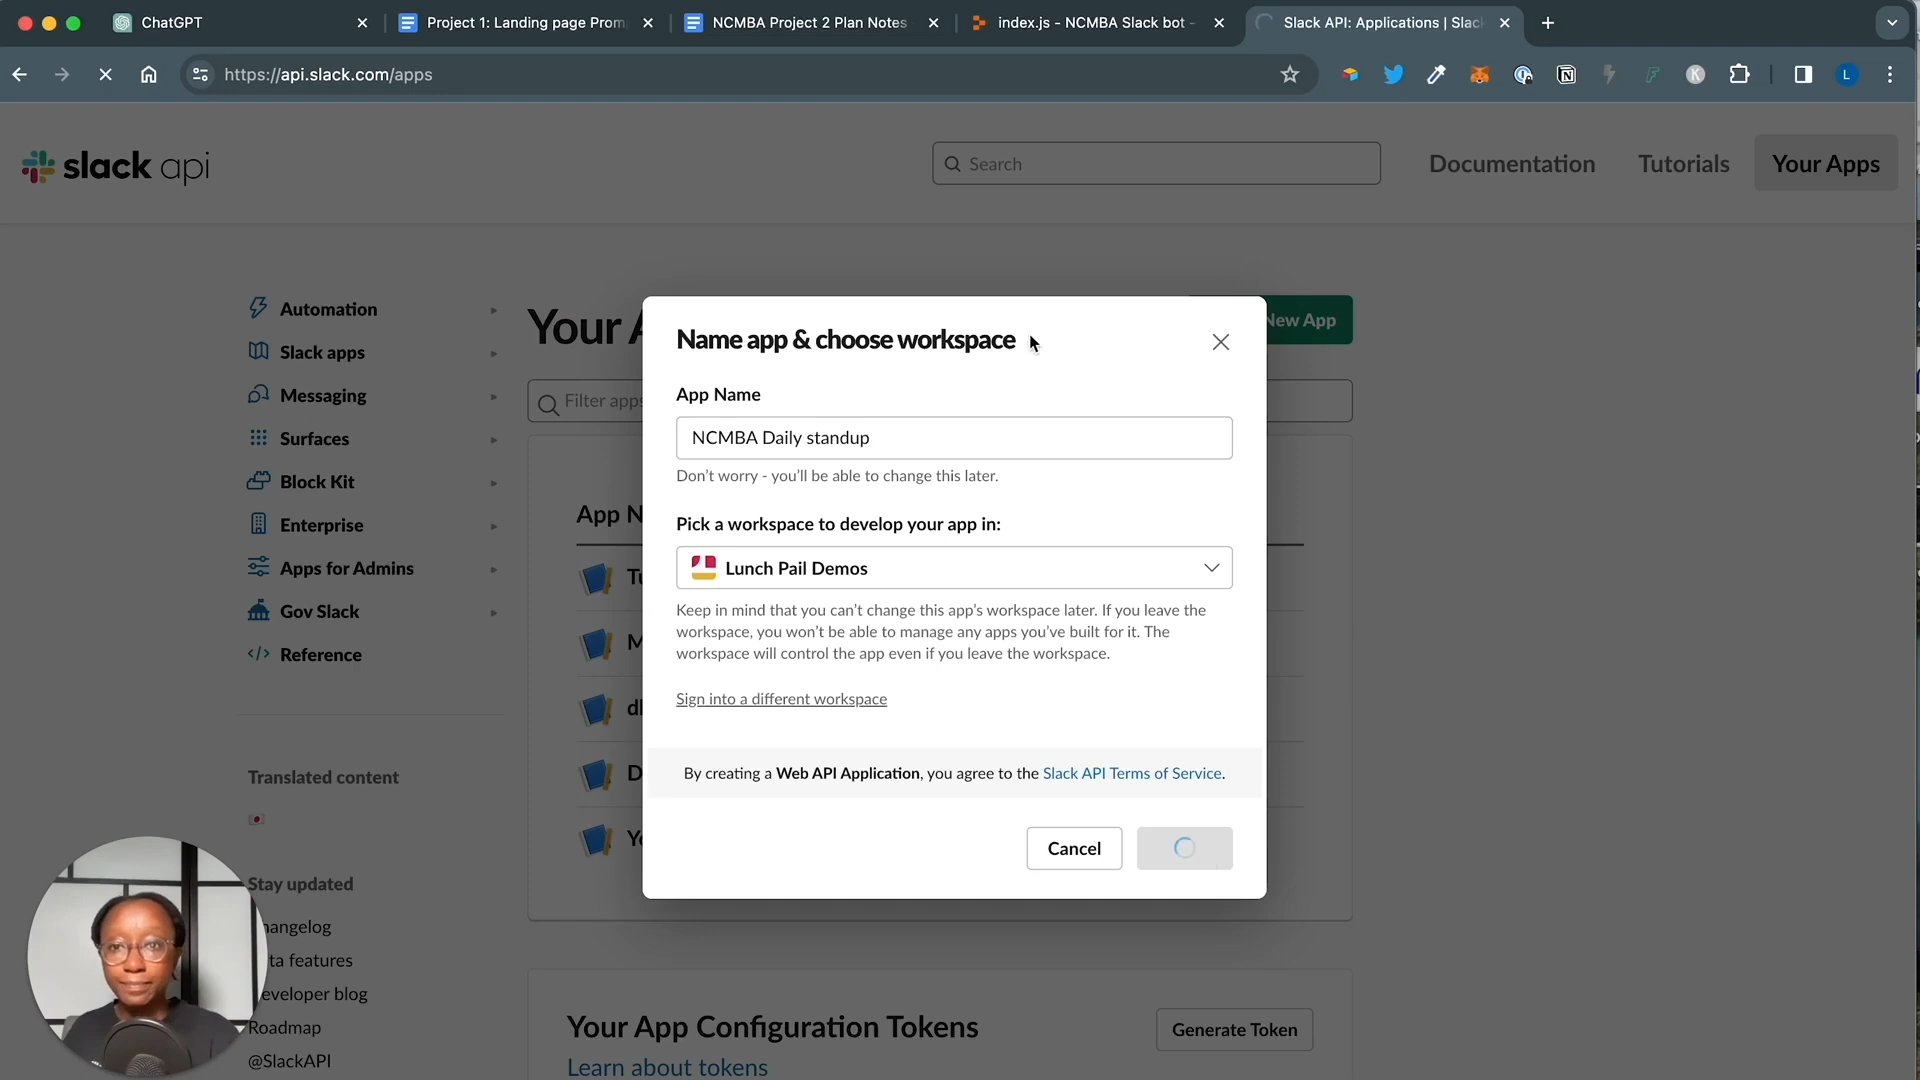 ChatGPT
Project 1: Landing page Prom
NCMBA Project 2 Plan Notes
index.js - NCMBA Slack bot -
Slack API: Applications | Slac
https://api.slack.com/apps
L
slack api
Search
Documentation
Tutorials
Your Apps
Automation
Slack apps
Messaging
Surfaces
Block Kit
Enterprise
Apps for Admins
Gov Slack
Reference
Translated content
Stay updated
hangelog
ta features
eveloper blog
Roadmap
@SlackAPI
Your A
New App
Filter apps
App N
Name app & choose workspace
App Name
NCMBA Daily standup
Don't worry - you'll be able to change this later.
Pick a workspace to develop your app in:
Lunch Pail Demos
Keep in mind that you can't change this app's workspace later. If you leave the
workspace, you won't be able to manage any apps you've built for it. The
workspace will control the app even if you leave the workspace.
Sign into a different workspace
By creating a Web API Application, you agree to the Slack API Terms of Service.
Cancel
Your App Configuration Tokens
Generate Token
Learn about tokens